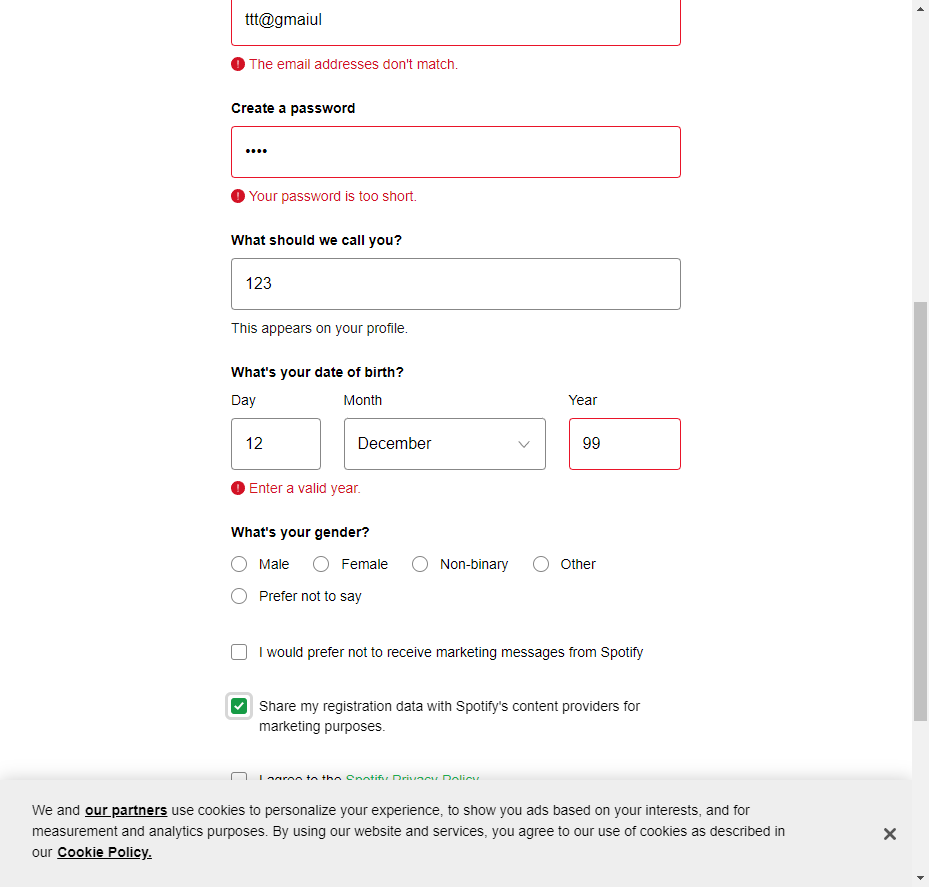 ttt@gmaiul
The email addresses don't match.
Create a password
••••
Your password is too short.
What should we call you?
123
This appears on your profile.
What's your date of birth?
Day Month Year
12 December 99
Enter a valid year.
What's your gender?
Male Female Non-binary Other
Prefer not to say
I would prefer not to receive marketing messages from Spotify
Share my registration data with Spotify's content providers for
marketing purposes.
I agree to the Spotify Privacy Policy
We and our partners use cookies to personalize your experience, to show you ads based on your interests, and for
measurement and analytics purposes. By using our website and services, you agree to our use of cookies as described in
our Cookie Policy.